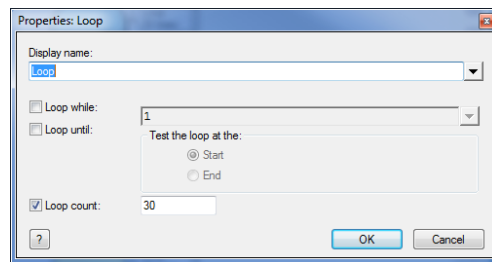 Properties: Loop
Display name:
Loop
Loop while:
1
Loop until:
Test the loop at the:
Start
End
Loop count:
30
?
OK
Cancel